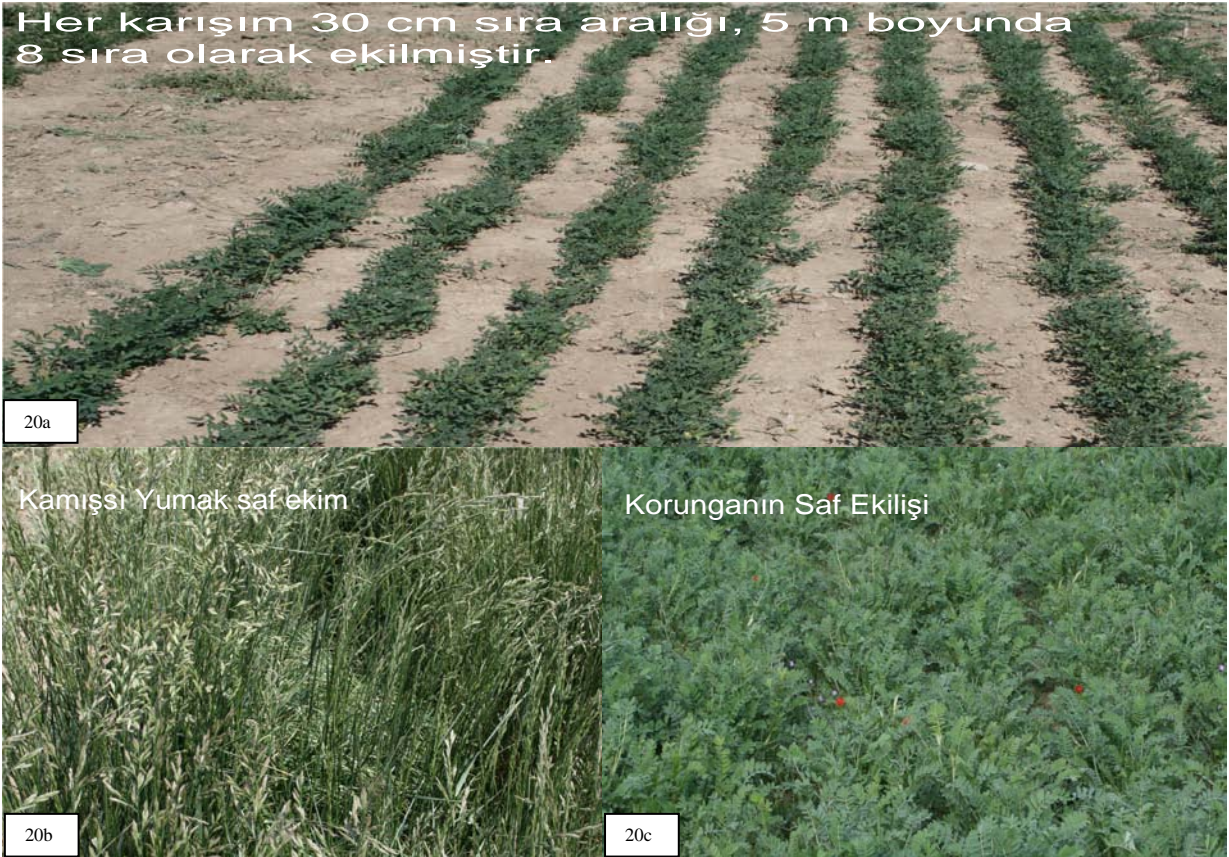 Her karışım 30 cm sıra aralığı, 5 m boyunda
8 sıra olarak ekilmiştir.
20a
Kamışsı Yumak saf ekim
Korunganın Saf Ekilişi
20b
20c